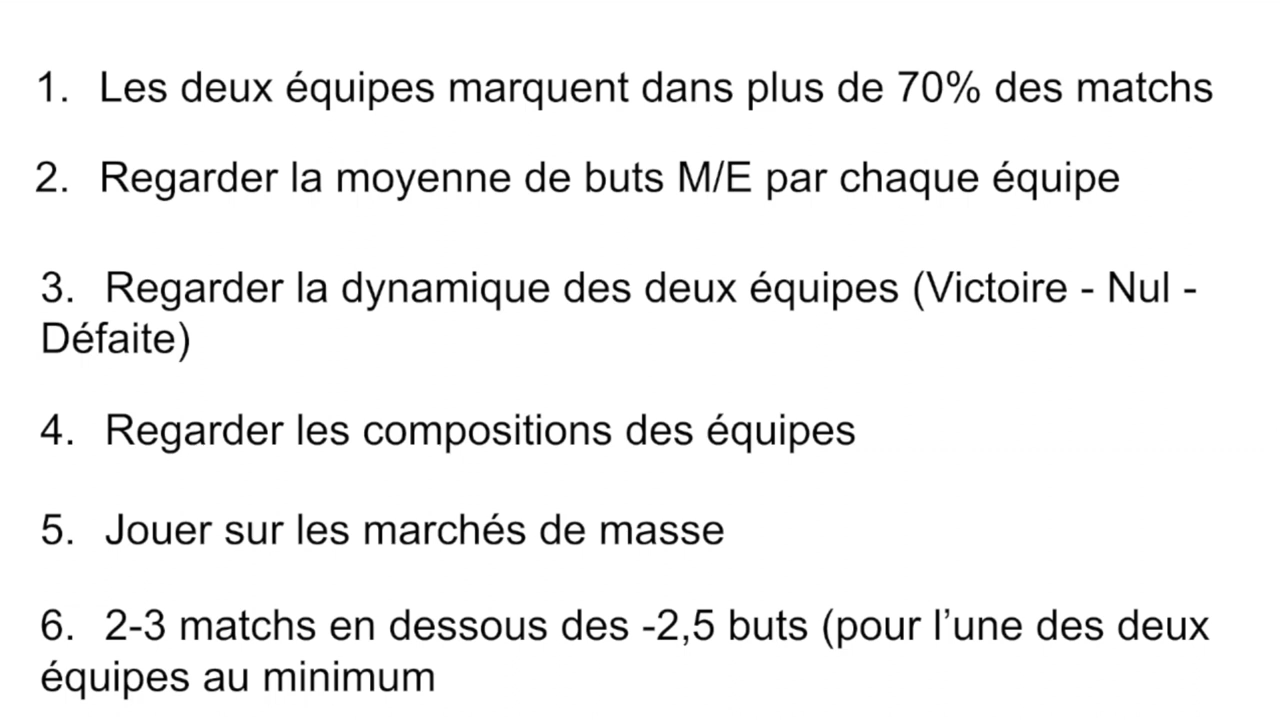 1. Les deux équipes marquent dans plus de 70% des matchs
2. Regarder la moyenne de buts M/E par chaque équipe
3. Regarder la dynamique des deux équipes (Victoire - Nul -
Défaite)
4. Regarder les compositions des équipes
5. Jouer sur les marchés de masse
6. 2-3 matchs en dessous des -2,5 buts (pour l’une des deux
équipes au minimum